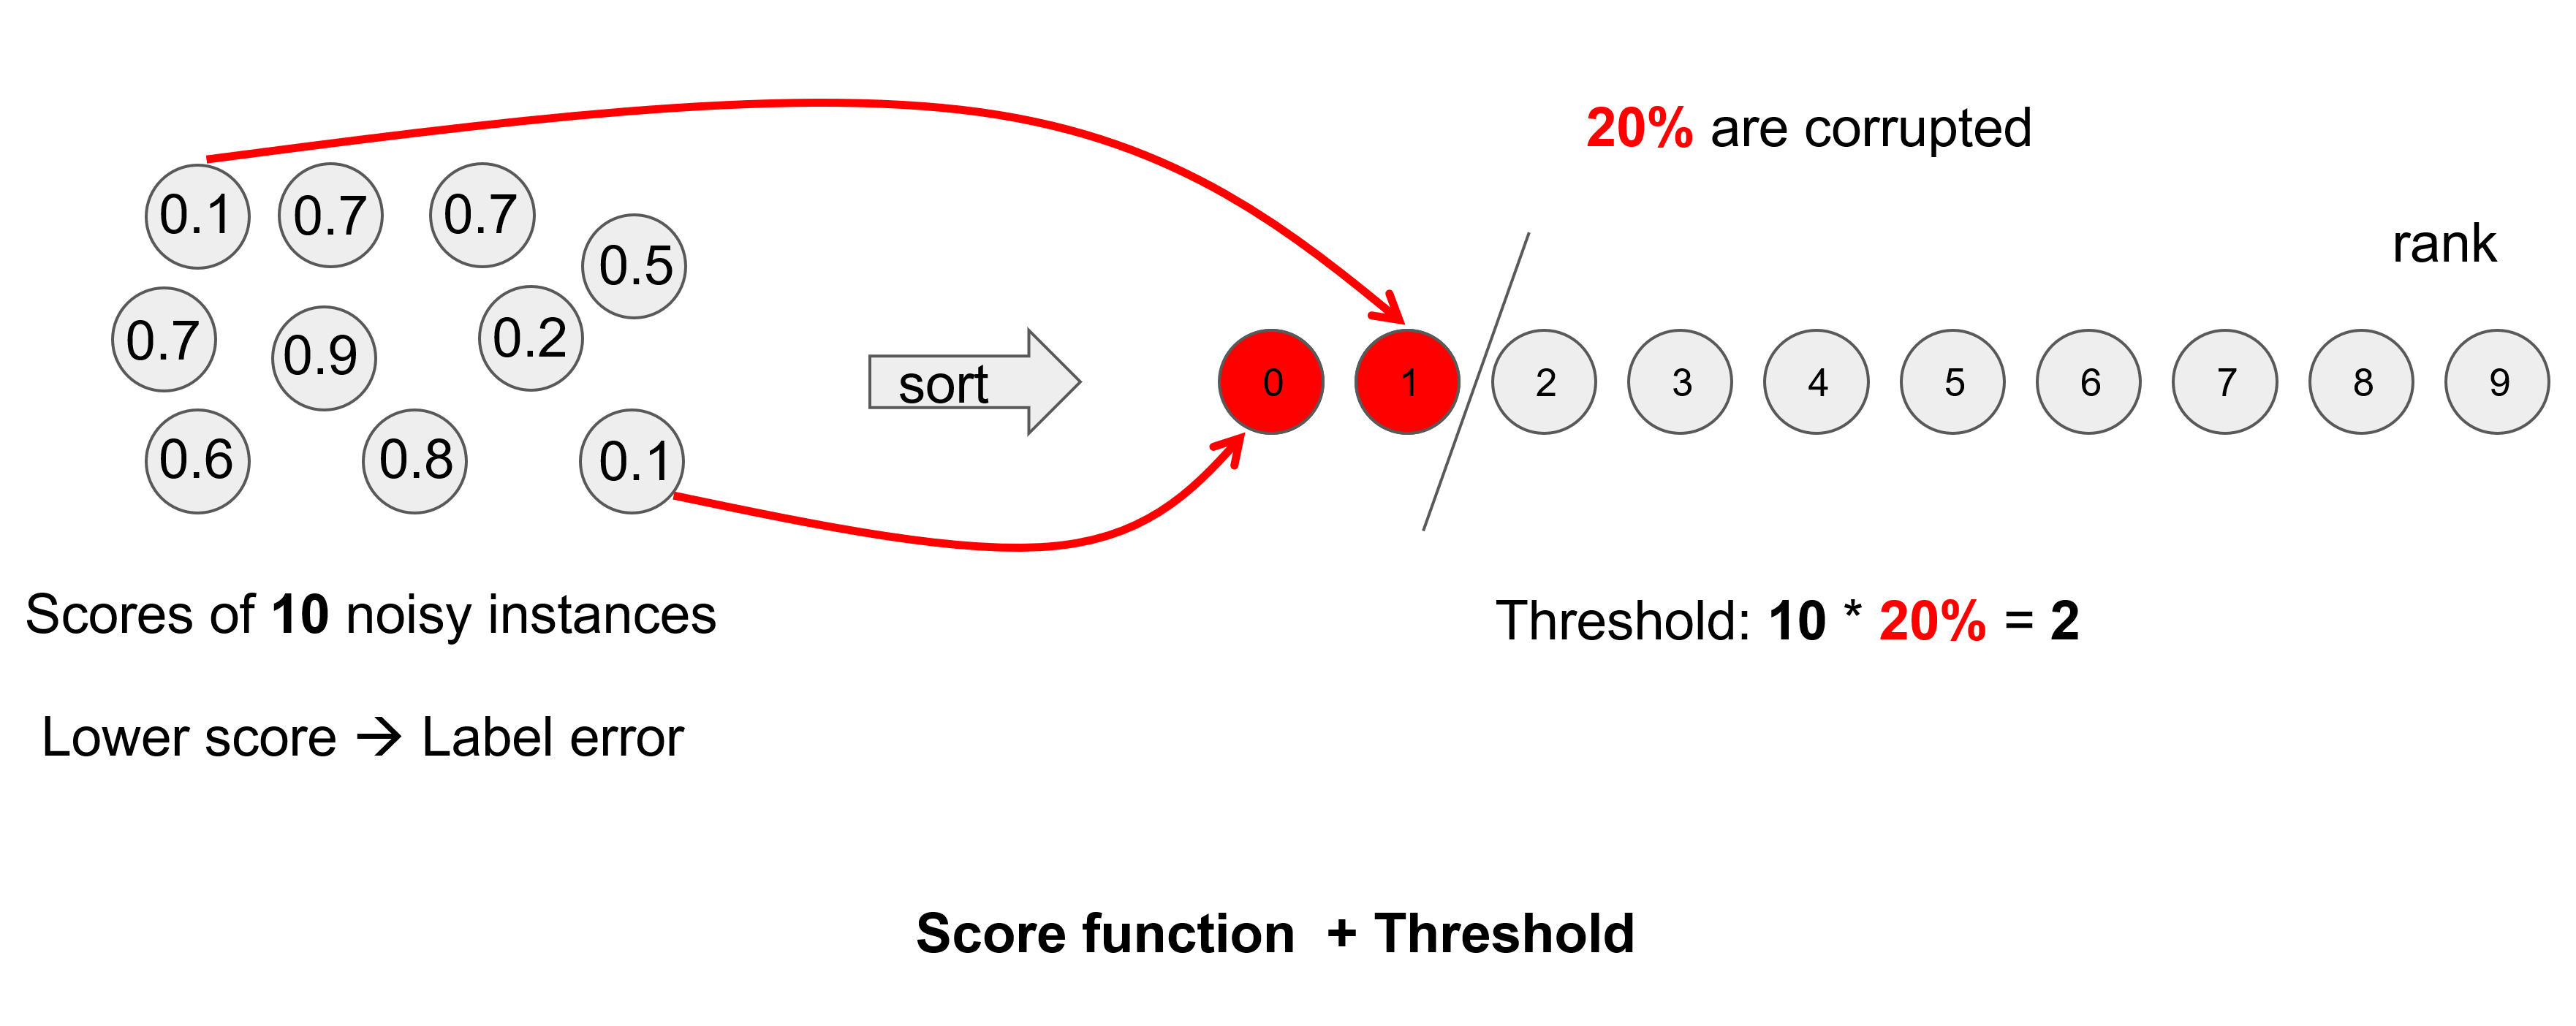 20% are corrupted
0.1 0.7 0.7
0.5
rank
0.7 0.9 0.2
sort
0 1 2 3 4 5 6 7 8 9
0.6 0.8 0.1
Scores of 10 noisy instances
Threshold: 10 * 20% = 2
Lower score → Label error
Score function + Threshold